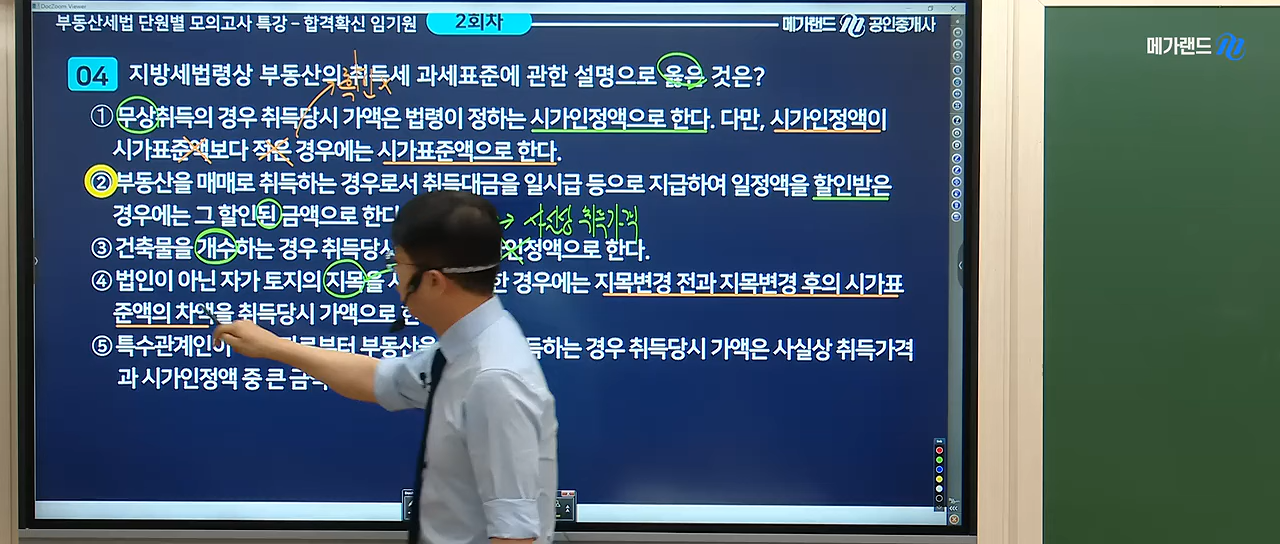 DocZoom Viewer
부동산세법 단원별 모의고사 특강 - 합격확신 임기원 2회차 메가랜드 공인중개사
메가랜드
04 지방세법령상 부동산의 취득세 과세표준에 관한 설명으로 옳은 것은?
① 무상취득의 경우 취득당시 가액은 법령이 정하는 시가인정액으로 한다. 다만, 시가인정액이
시가표준액보다 적은 경우에는 시가표준액으로 한다.
② 부동산을 매매로 취득하는 경우로서 취득대금을 일시급 등으로 지급하여 일정액을 할인받은
경우에는 그 할인된 금액으로 한다
→ 사실상 취득가격
③ 건축물을 개수하는 경우 취득당시 인정액으로 한다.
④ 법인이 아닌 자가 토지의 지목을 사 한 경우에는 지목변경 전과 지목변경 후의 시가표
준액의 차액을 취득당시 가액으로 한
⑤ 특수관계인이 로부터 부동산을 득하는 경우 취득당시 가액은 사실상 취득가격
과 시가인정액 중 큰 금액